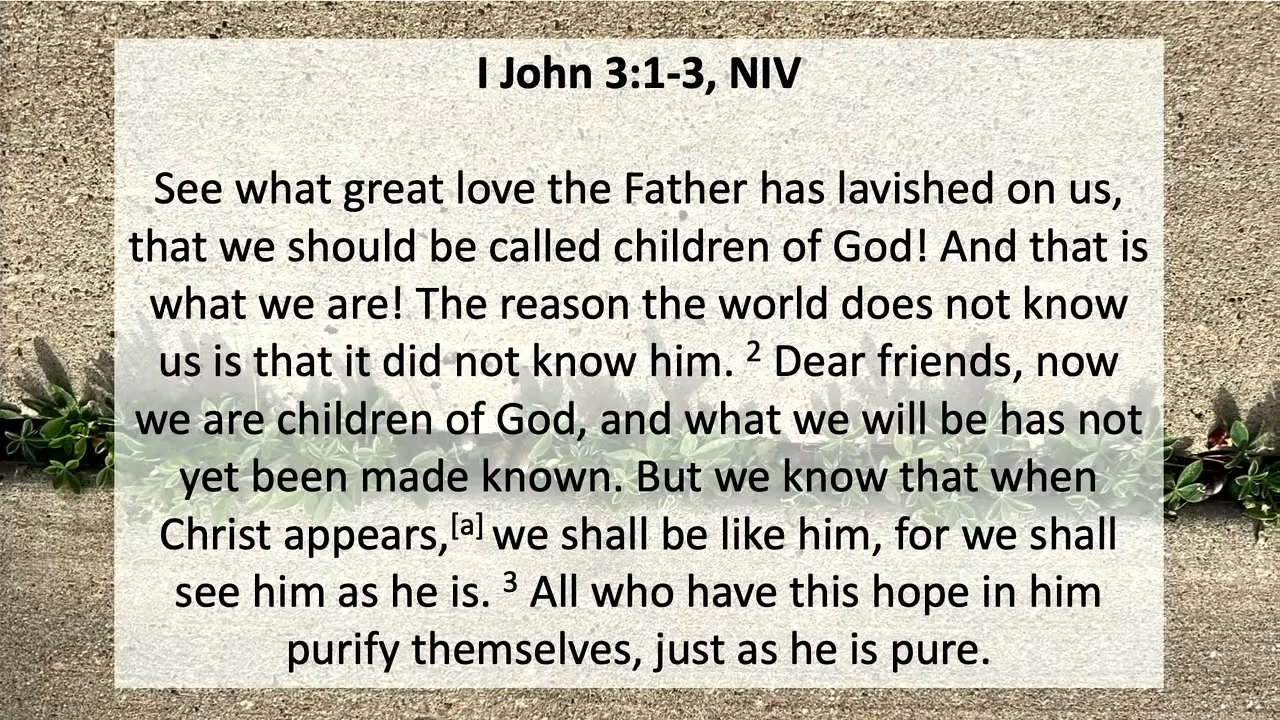 I John 3:1-3, NIV
See what great love the Father has lavished on us,
that we should be called children of God! And that is
what we are! The reason the world does not know
us is that it did not know him. ² Dear friends, now
we are children of God, and what we will be has not
yet been made known. But we know that when
Christ appears,[a] we shall be like him, for we shall
see him as he is. ³ All who have this hope in him
purify themselves, just as he is pure.